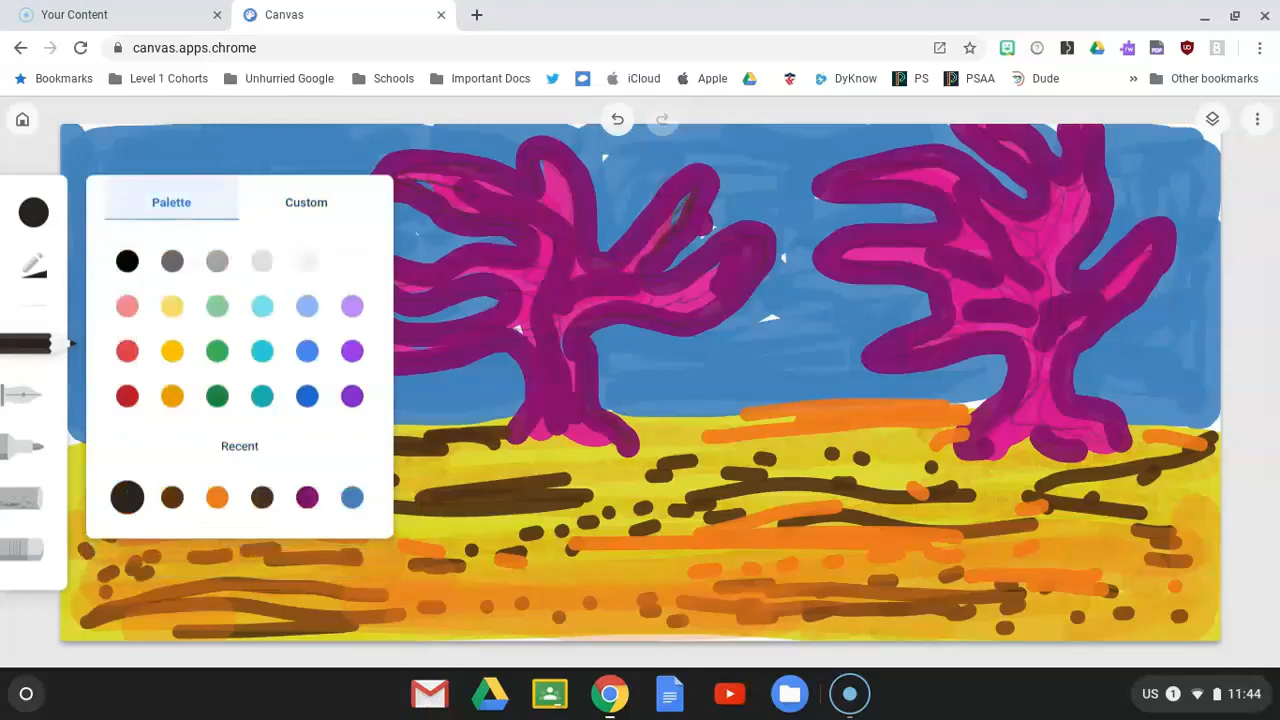 Your Content
Canvas
canvas.apps.chrome
Bookmarks
Level 1 Cohorts
Unhurried Google
Schools
Important Docs
iCloud
Apple
DyKnow
PS
PSAA
Dude
»
Other bookmarks
Palette
Custom
Recent
US
1
11:44